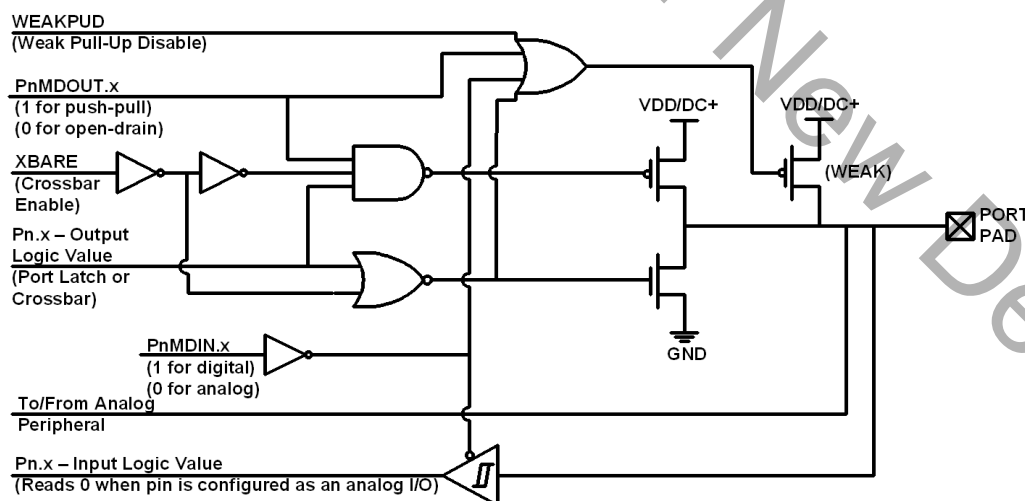 WEAKPUD
(Weak Pull-Up Disable)
PnMDOUT.x
(1 for push-pull)
(0 for open-drain)
XBARE
(Crossbar
Enable)
Pn.x – Output
Logic Value
(Port Latch or
Crossbar)
PnMDIN.x
(1 for digital)
(0 for analog)
To/From Analog
Peripheral
Pn.x – Input Logic Value
(Reads 0 when pin is configured as an analog I/O)
VDD/DC+
VDD/DC+
(WEAK)
PORT
PAD
GND
New De